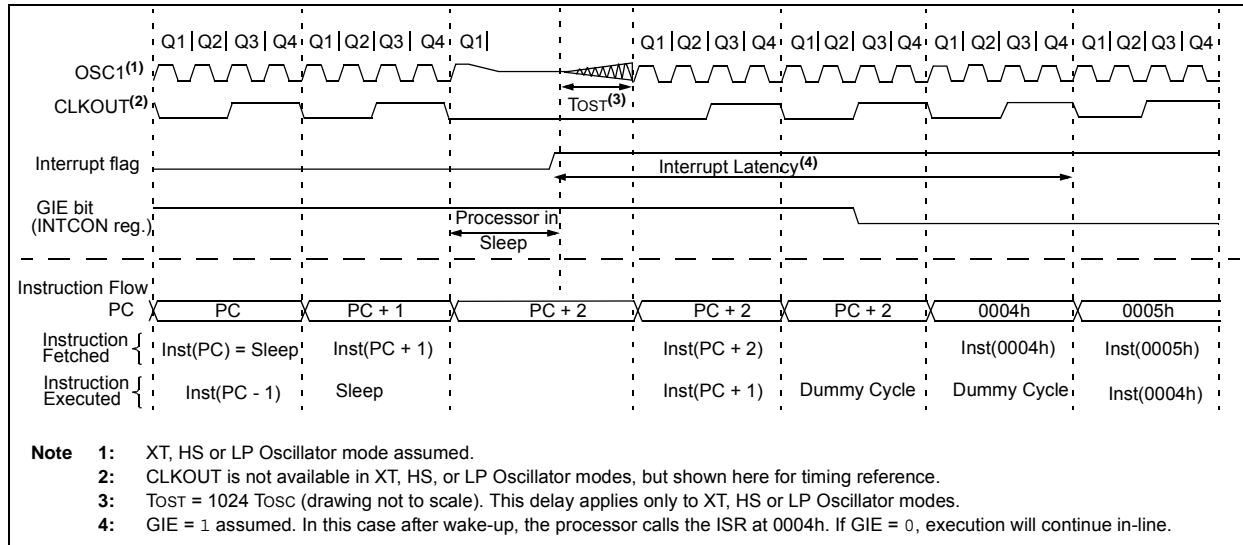 Q1 Q2 Q3 Q4 Q1 Q2 Q3 Q4 Q1 Q1 Q2 Q3 Q4 Q1 Q2 Q3 Q4 Q1 Q2 Q3 Q4 Q1 Q2 Q3 Q4
OSC1(1)
TOST(3)
CLKOUT(2)
Interrupt flag
Interrupt Latency(4)
GIE bit
(INTCON reg.)
Processor in
Sleep
Instruction Flow
PC PC PC + 1 PC + 2 PC + 2 PC + 2 0004h 0005h
Instruction
Fetched { Inst(PC) = Sleep Inst(PC + 1) Inst(PC + 2) Inst(0004h) Inst(0005h)
Instruction
Executed { Inst(PC - 1) Sleep Inst(PC + 1) Dummy Cycle Dummy Cycle Inst(0004h)
Note 1: XT, HS or LP Oscillator mode assumed.
2: CLKOUT is not available in XT, HS, or LP Oscillator modes, but shown here for timing reference.
3: TOST = 1024 TOSC (drawing not to scale). This delay applies only to XT, HS or LP Oscillator modes.
4: GIE = 1 assumed. In this case after wake-up, the processor calls the ISR at 0004h. If GIE = 0, execution will continue in-line.